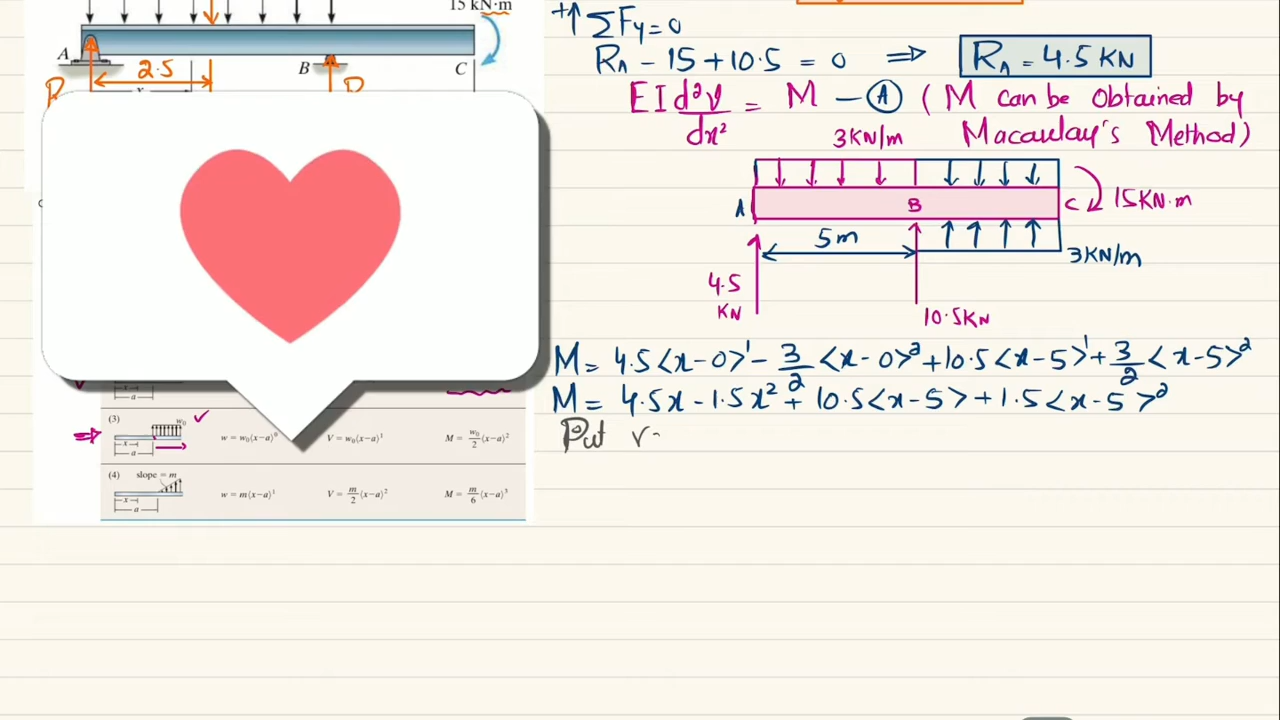 15 kN·m
A
2.5
B
C
x
+↑ ΣFy=0
R_A - 15 + 10.5 = 0 ⇒ R_A = 4.5 KN
EI d²v/dx² = M — Ⓐ (M can be obtained by
Macaulay's Method)
3KN/m
A
B
C
15KN·m
5m
3KN/m
4.5
KN
10.5KN
M = 4.5<x-0>¹ - 3/2 <x-0>² + 10.5<x-5>¹ + 3/2 <x-5>²
M = 4.5x - 1.5x² + 10.5<x-5> + 1.5<x-5>²
Put
a
(3)
w₀
x
a
w = w₀⟨x−a⟩⁰
V = w₀⟨x−a⟩¹
M = w₀/2 ⟨x−a⟩²
(4)
slope = m
x
a
w = m⟨x−a⟩¹
V = m/2 ⟨x−a⟩²
M = m/6 ⟨x−a⟩³